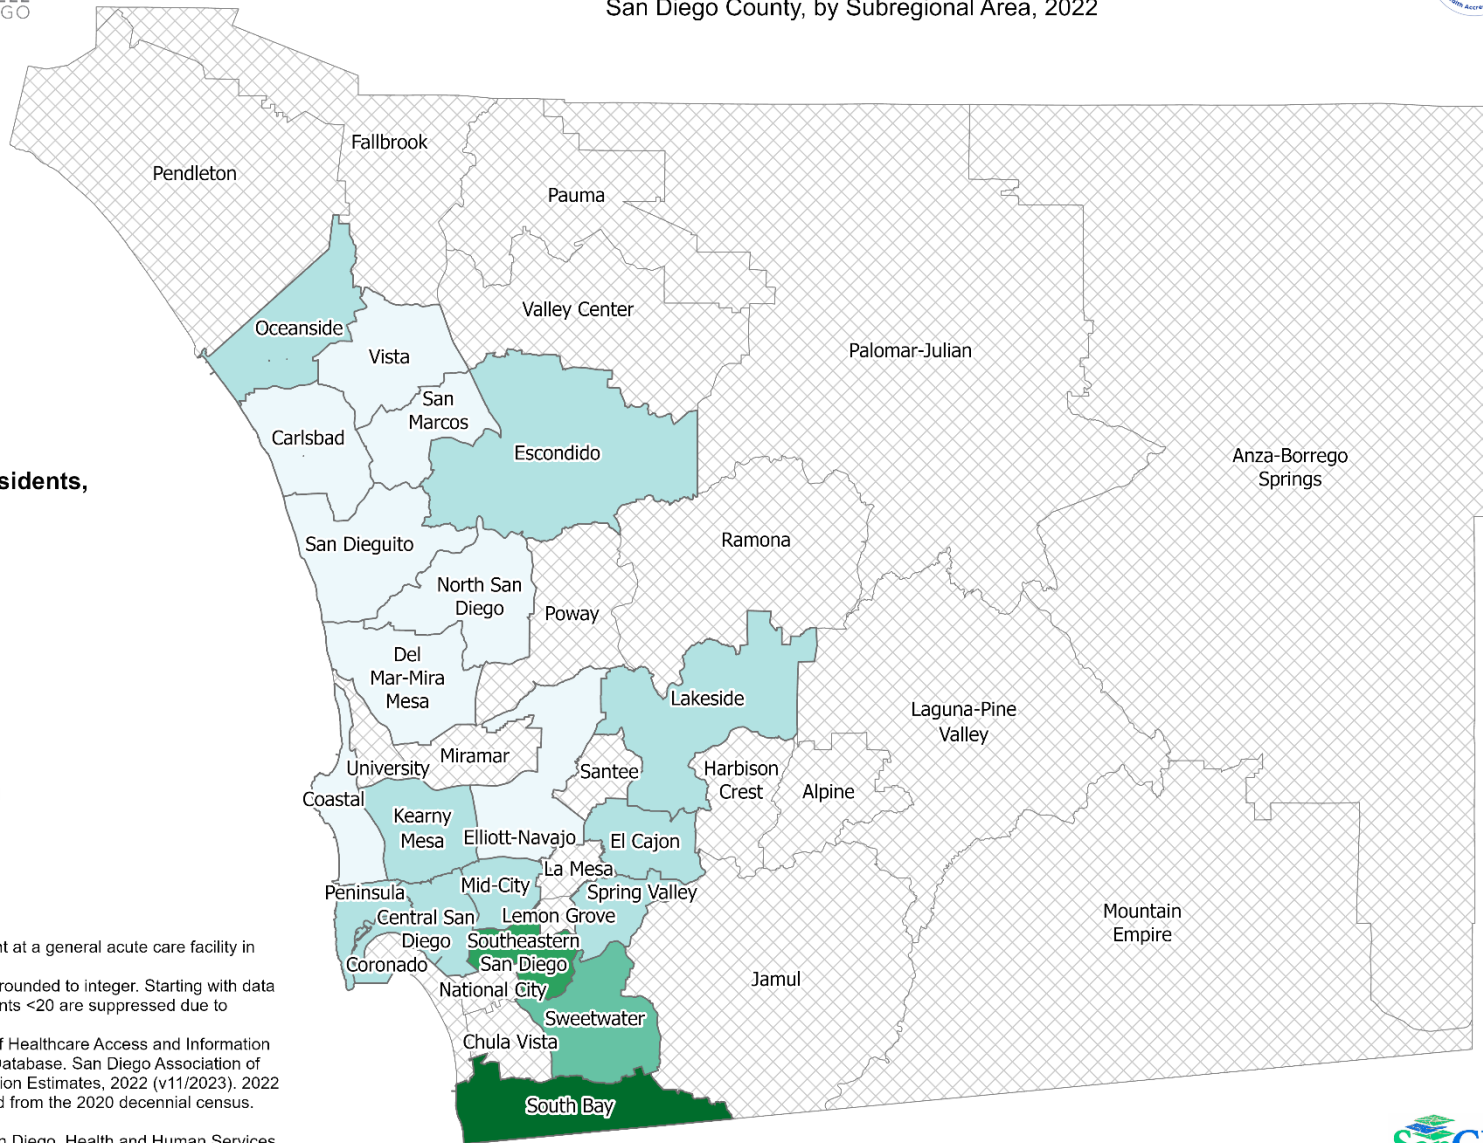 GO
San Diego County, by Subregional Area, 2022
Fallbrook
Pendleton
Pauma
Valley Center
Oceanside
Vista
Palomar-Julian
San
Marcos
Carlsbad
Escondido
Anza-Borrego
Springs
sidents,
San Dieguito
Ramona
North San
Diego
Poway
Del
Mar-Mira
Mesa
Lakeside
Laguna-Pine
Valley
Miramar
University
Santee
Harbison
Crest
Alpine
Coastal
Kearny
Mesa
Elliott-Navajo
El Cajon
La Mesa
Peninsula
Mid-City
Spring Valley
Central San
Diego
Lemon Grove
Mountain
Empire
Southeastern
San Diego
Coronado
Jamul
National City
Sweetwater
Chula Vista
South Bay
nt at a general acute care facility in
rounded to integer. Starting with data
nts <20 are suppressed due to
f Healthcare Access and Information
Database. San Diego Association of
ion Estimates, 2022 (v11/2023). 2022
d from the 2020 decennial census.
n Diego, Health and Human Services